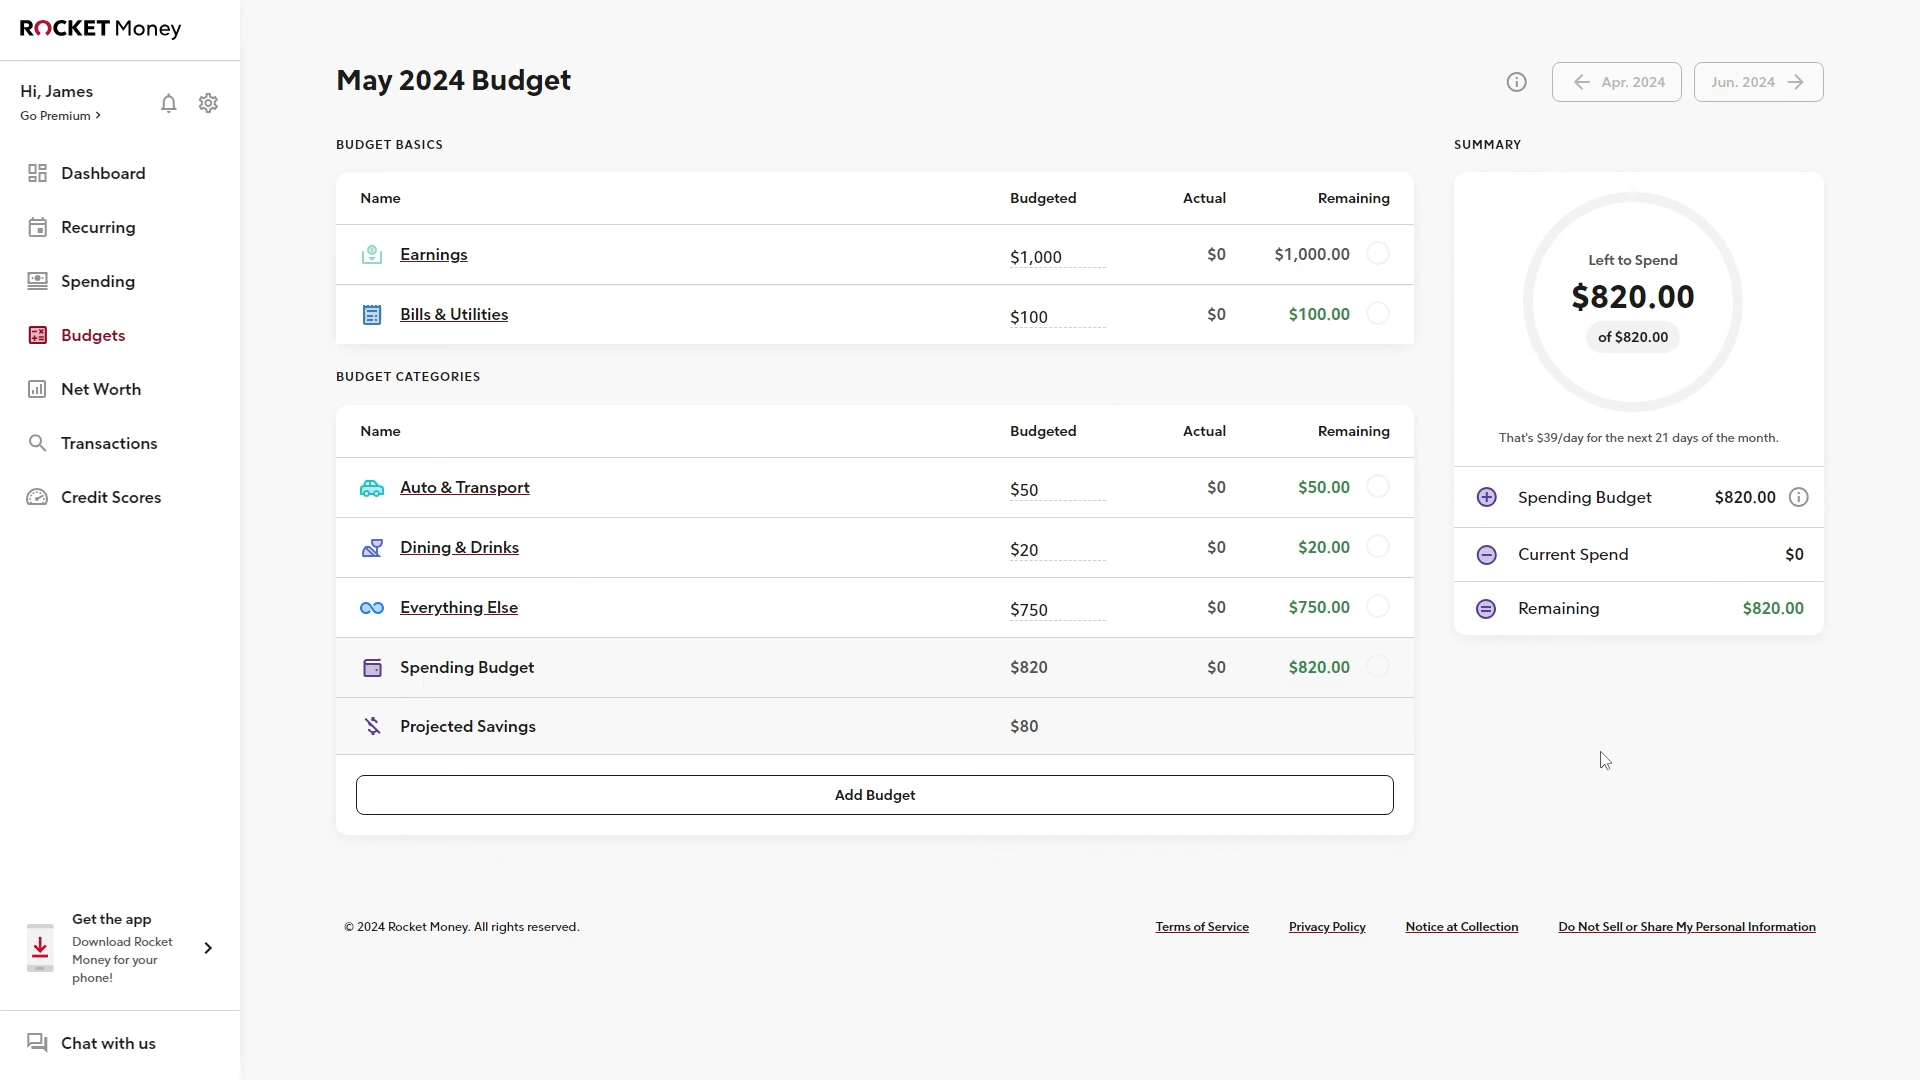 ROCKET Money
Hi, James
Go Premium
Dashboard
Recurring
Spending
Budgets
Net Worth
Transactions
Credit Scores
Get the app
Download Rocket
Money for your
phone!
Chat with us
May 2024 Budget
Apr. 2024
Jun. 2024
BUDGET BASICS
Name Budgeted Actual Remaining
Earnings $1,000 $0 $1,000.00
Bills & Utilities $100 $0 $100.00
BUDGET CATEGORIES
Name Budgeted Actual Remaining
Auto & Transport $50 $0 $50.00
Dining & Drinks $20 $0 $20.00
Everything Else $750 $0 $750.00
Spending Budget $820 $0 $820.00
Projected Savings $80
Add Budget
SUMMARY
Left to Spend
$820.00
of $820.00
That's $39/day for the next 21 days of the month.
Spending Budget $820.00
Current Spend $0
Remaining $820.00
© 2024 Rocket Money. All rights reserved.
Terms of Service Privacy Policy Notice at Collection Do Not Sell or Share My Personal Information